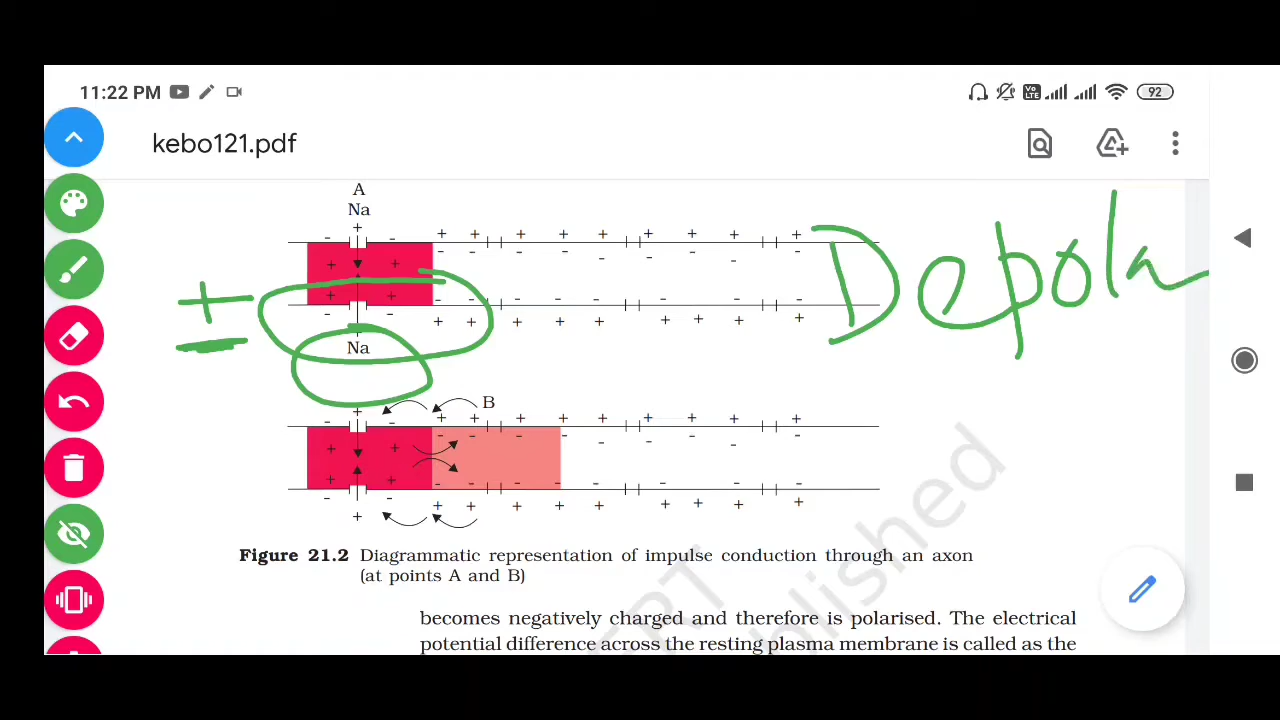 11:22 PM
Vo LTE 92
kebo121.pdf
A
Na
+
- - + + + + + + + + +
+ + - - - - - - - -
+ + - - - - - - - -
- - + + + + + + + + +
Na
Depola
B
+
- - + + + + + + + + +
+ + - - - - - - - -
+ + - - - - - - - -
- - + + + + + + + + +
+
Figure 21.2 Diagrammatic representation of impulse conduction through an axon
(at points A and B)
becomes negatively charged and therefore is polarised. The electrical
potential difference across the resting plasma membrane is called as the